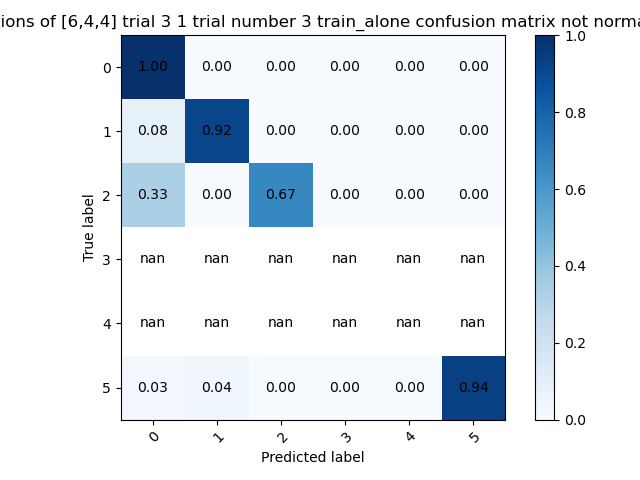 ions of [6,4,4] trial 3 1 trial number 3 train_alone confusion matrix not norma
1.0
0 1.00 0.00 0.00 0.00 0.00 0.00
0.8
1 0.08 0.92 0.00 0.00 0.00 0.00
2 0.33 0.00 0.67 0.00 0.00 0.00
0.6
True label
3 nan nan nan nan nan nan
0.4
4 nan nan nan nan nan nan
0.2
5 0.03 0.04 0.00 0.00 0.00 0.94
0.0
0 1 2 3 4 5
Predicted label